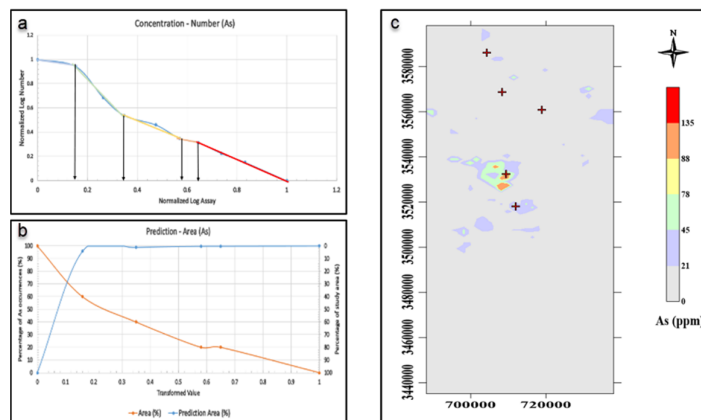 a
Concentration - Number (As)
Normalized Log Number
1.2
1
0.8
0.6
0.4
0.2
0
0 0.2 0.4 0.6 0.8 1 1.2
Normalized Log Assay
b
Prediction - Area (As)
Percentage of As occurrences (%)
100
90
80
70
60
50
40
30
20
10
0
Percentage of study area (%)
0
10
20
30
40
50
60
70
80
90
100
0 0.1 0.2 0.3 0.4 0.5 0.6 0.7 0.8 0.9 1
Transformed Value
Area (%) Prediction Area (%)
c
3580000
3560000
3540000
3520000
3500000
3480000
3460000
3440000
700000 720000
N
135
88
78
45
21
0
As (ppm)